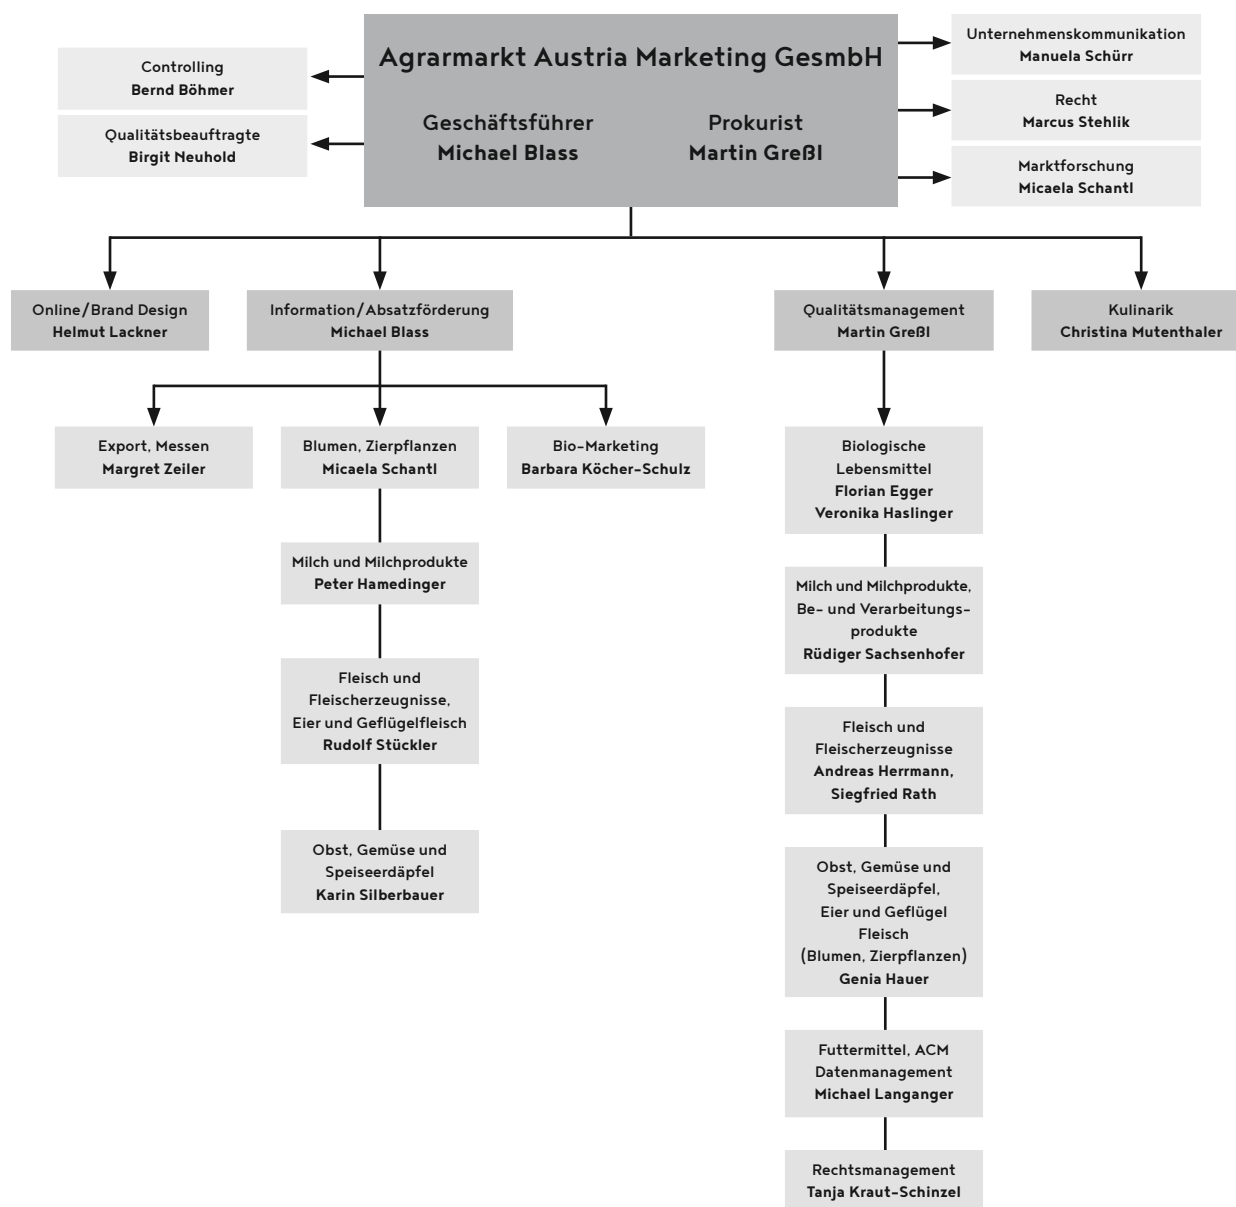 Agrarmarkt Austria Marketing GesmbH
Geschäftsführer
Michael Blass
Prokurist
Martin Greßl
Controlling
Bernd Böhmer
Qualitätsbeauftragte
Birgit Neuhold
Unternehmenskommunikation
Manuela Schürr
Recht
Marcus Stehlik
Marktforschung
Micaela Schantl
Online/Brand Design
Helmut Lackner
Information/Absatzförderung
Michael Blass
Qualitätsmanagement
Martin Greßl
Kulinarik
Christina Mutenthaler
Export, Messen
Margret Zeiler
Blumen, Zierpflanzen
Micaela Schantl
Bio-Marketing
Barbara Köcher-Schulz
Milch und Milchprodukte
Peter Hamedinger
Fleisch und
Fleischerzeugnisse,
Eier und Geflügelfleisch
Rudolf Stückler
Obst, Gemüse und
Speiseerdäpfel
Karin Silberbauer
Biologische
Lebensmittel
Florian Egger
Veronika Haslinger
Milch und Milchprodukte,
Be- und Verarbeitungs-
produkte
Rüdiger Sachsenhofer
Fleisch und
Fleischerzeugnisse
Andreas Herrmann,
Siegfried Rath
Obst, Gemüse und
Speiseerdäpfel,
Eier und Geflügel
Fleisch
(Blumen, Zierpflanzen)
Genia Hauer
Futtermittel, ACM
Datenmanagement
Michael Langanger
Rechtsmanagement
Tanja Kraut-Schinzel